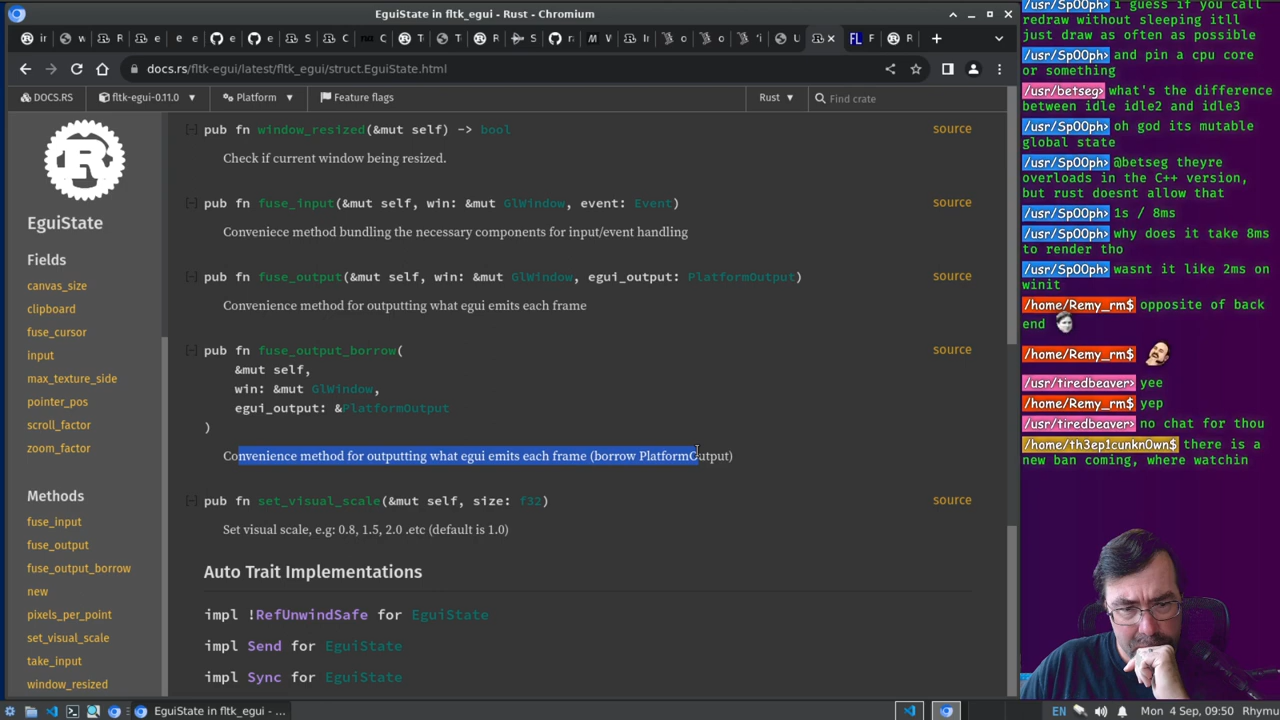 EguiState in fltk_egui - Rust - Chromium
docs.rs/fltk-egui/latest/fltk_egui/struct.EguiState.html
DOCS.RS
fltk-egui-0.11.0
Platform
Feature flags
Rust
Find crate
EguiState
Fields
canvas_size
clipboard
fuse_cursor
input
max_texture_side
pointer_pos
scroll_factor
zoom_factor
Methods
fuse_input
fuse_output
fuse_output_borrow
new
pixels_per_point
set_visual_scale
take_input
window_resized
[-] pub fn window_resized(&mut self) -> bool
source
Check if current window being resized.
[-] pub fn fuse_input(&mut self, win: &mut GlWindow, event: Event)
source
Conveniece method bundling the necessary components for input/event handling
[-] pub fn fuse_output(&mut self, win: &mut GlWindow, egui_output: PlatformOutput)
source
Convenience method for outputting what egui emits each frame
[-] pub fn fuse_output_borrow(
source
&mut self,
win: &mut GlWindow,
egui_output: &PlatformOutput
)
Convenience method for outputting what egui emits each frame (borrow PlatformOutput)
[-] pub fn set_visual_scale(&mut self, size: f32)
source
Set visual scale, e.g: 0.8, 1.5, 2.0 .etc (default is 1.0)
Auto Trait Implementations
impl !RefUnwindSafe for EguiState
impl Send for EguiState
impl Sync for EguiState
/usr/Sp00ph> i guess if you call
redraw without sleeping itll
just draw as often as possible
/usr/Sp00ph> and pin a cpu core
or something
/usr/betseg> what's the difference
between idle idle2 and idle3
/usr/Sp00ph> oh god its mutable
global state
/usr/Sp00ph> @betseg theyre
overloads in the C++ version,
but rust doesnt allow that
/usr/Sp00ph> 1s / 8ms
/usr/Sp00ph> why does it take 8ms
to render tho
/usr/Sp00ph> wasnt it like 2ms on
winit
/home/Remy_rm$ opposite of back
end
/home/Remy_rm$
/usr/tiredbeaver> yee
/home/Remy_rm$ yep
/usr/tiredbeaver> no chat for thou
/home/th3ep1cunkn0wn$ there is a
new ban coming, where watchin
EguiState in fltk_egui - ...
EN
Mon 4 Sep, 09:50
Rhymu